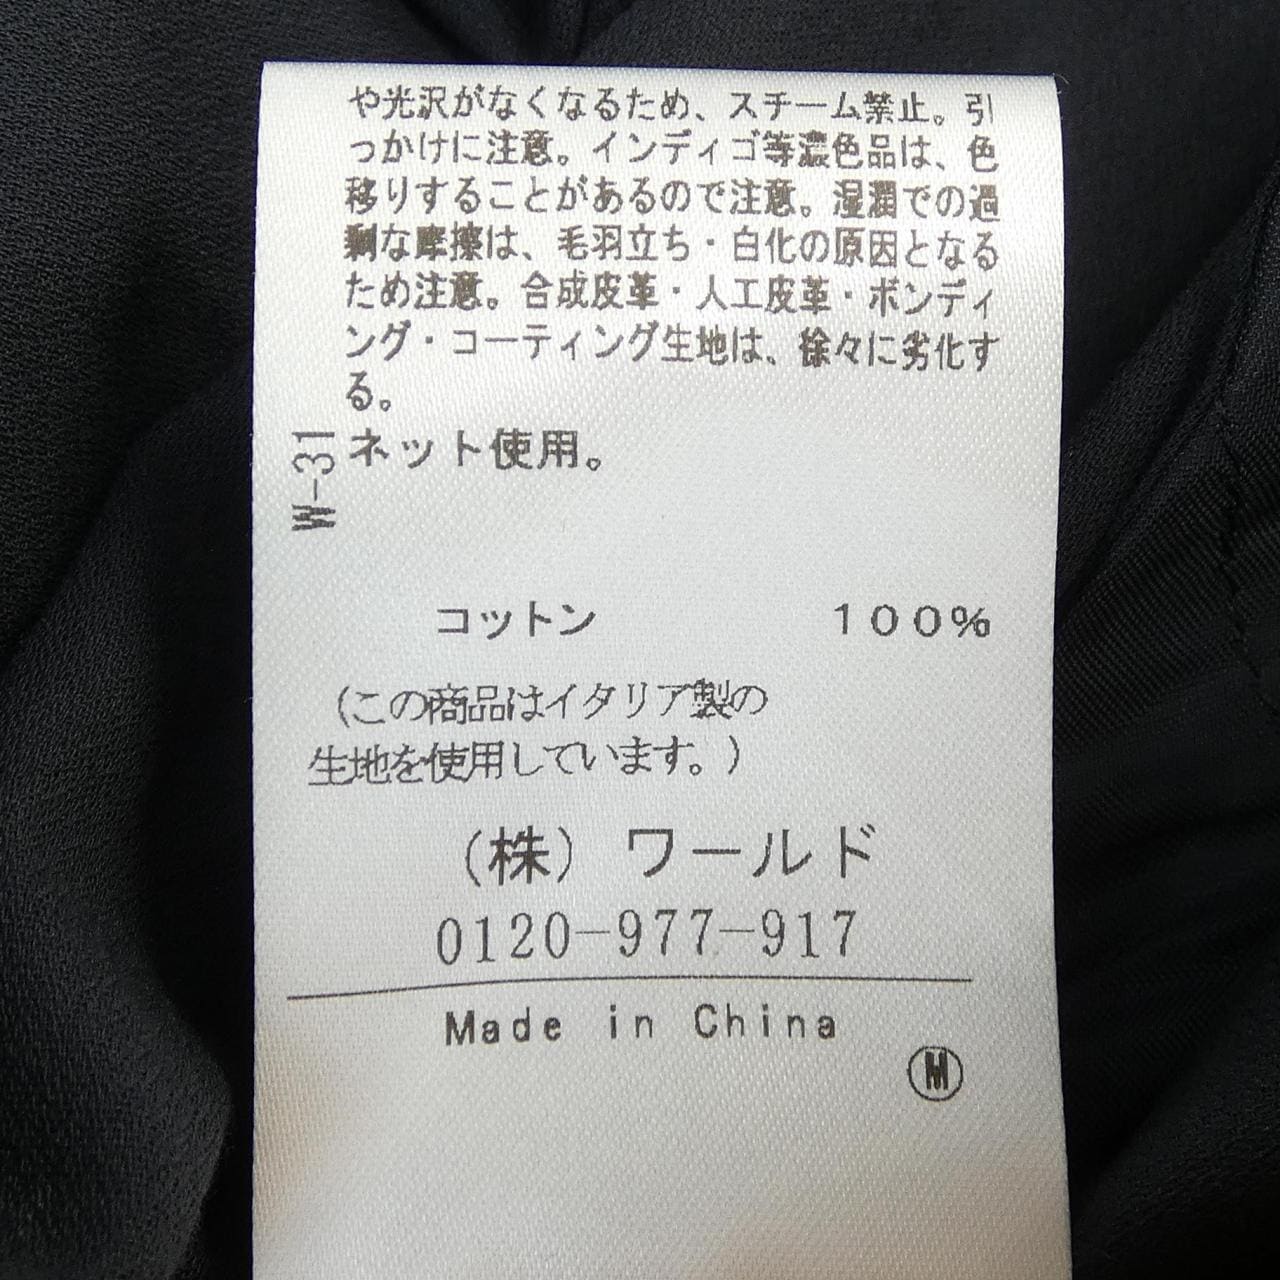 や光沢がなくなるため、スチーム禁止。引
っかけに注意。インディゴ等濃色品は、色
移りすることがあるので注意。湿潤での過
剰な摩擦は、毛羽立ち・白化の原因となる
ため注意。合成皮革・人工皮革・ボンディ
ング・コーティング生地は、徐々に劣化す
る。
ネット使用。
W-31
コットン 100%
(この商品はイタリア製の
生地を使用しています。)
(株) ワールド
0120-977-917
Made in China
Ⓜ